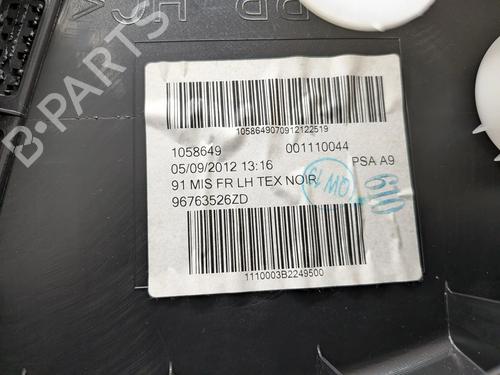 B-PARTS
1058649070912122519
1058649 001110044
05/09/2012 13:16 PSA A9
91 MIS FR LH TEX NOIR
96763526ZD
1110003B2249500